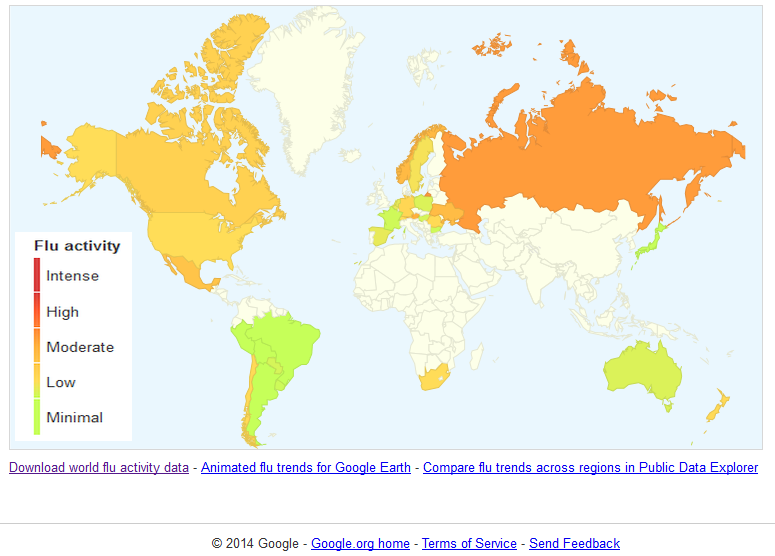 Flu activity
Intense
High
Moderate
Low
Minimal
Download world flu activity data - Animated flu trends for Google Earth - Compare flu trends across regions in Public Data Explorer
© 2014 Google - Google.org home - Terms of Service - Send Feedback